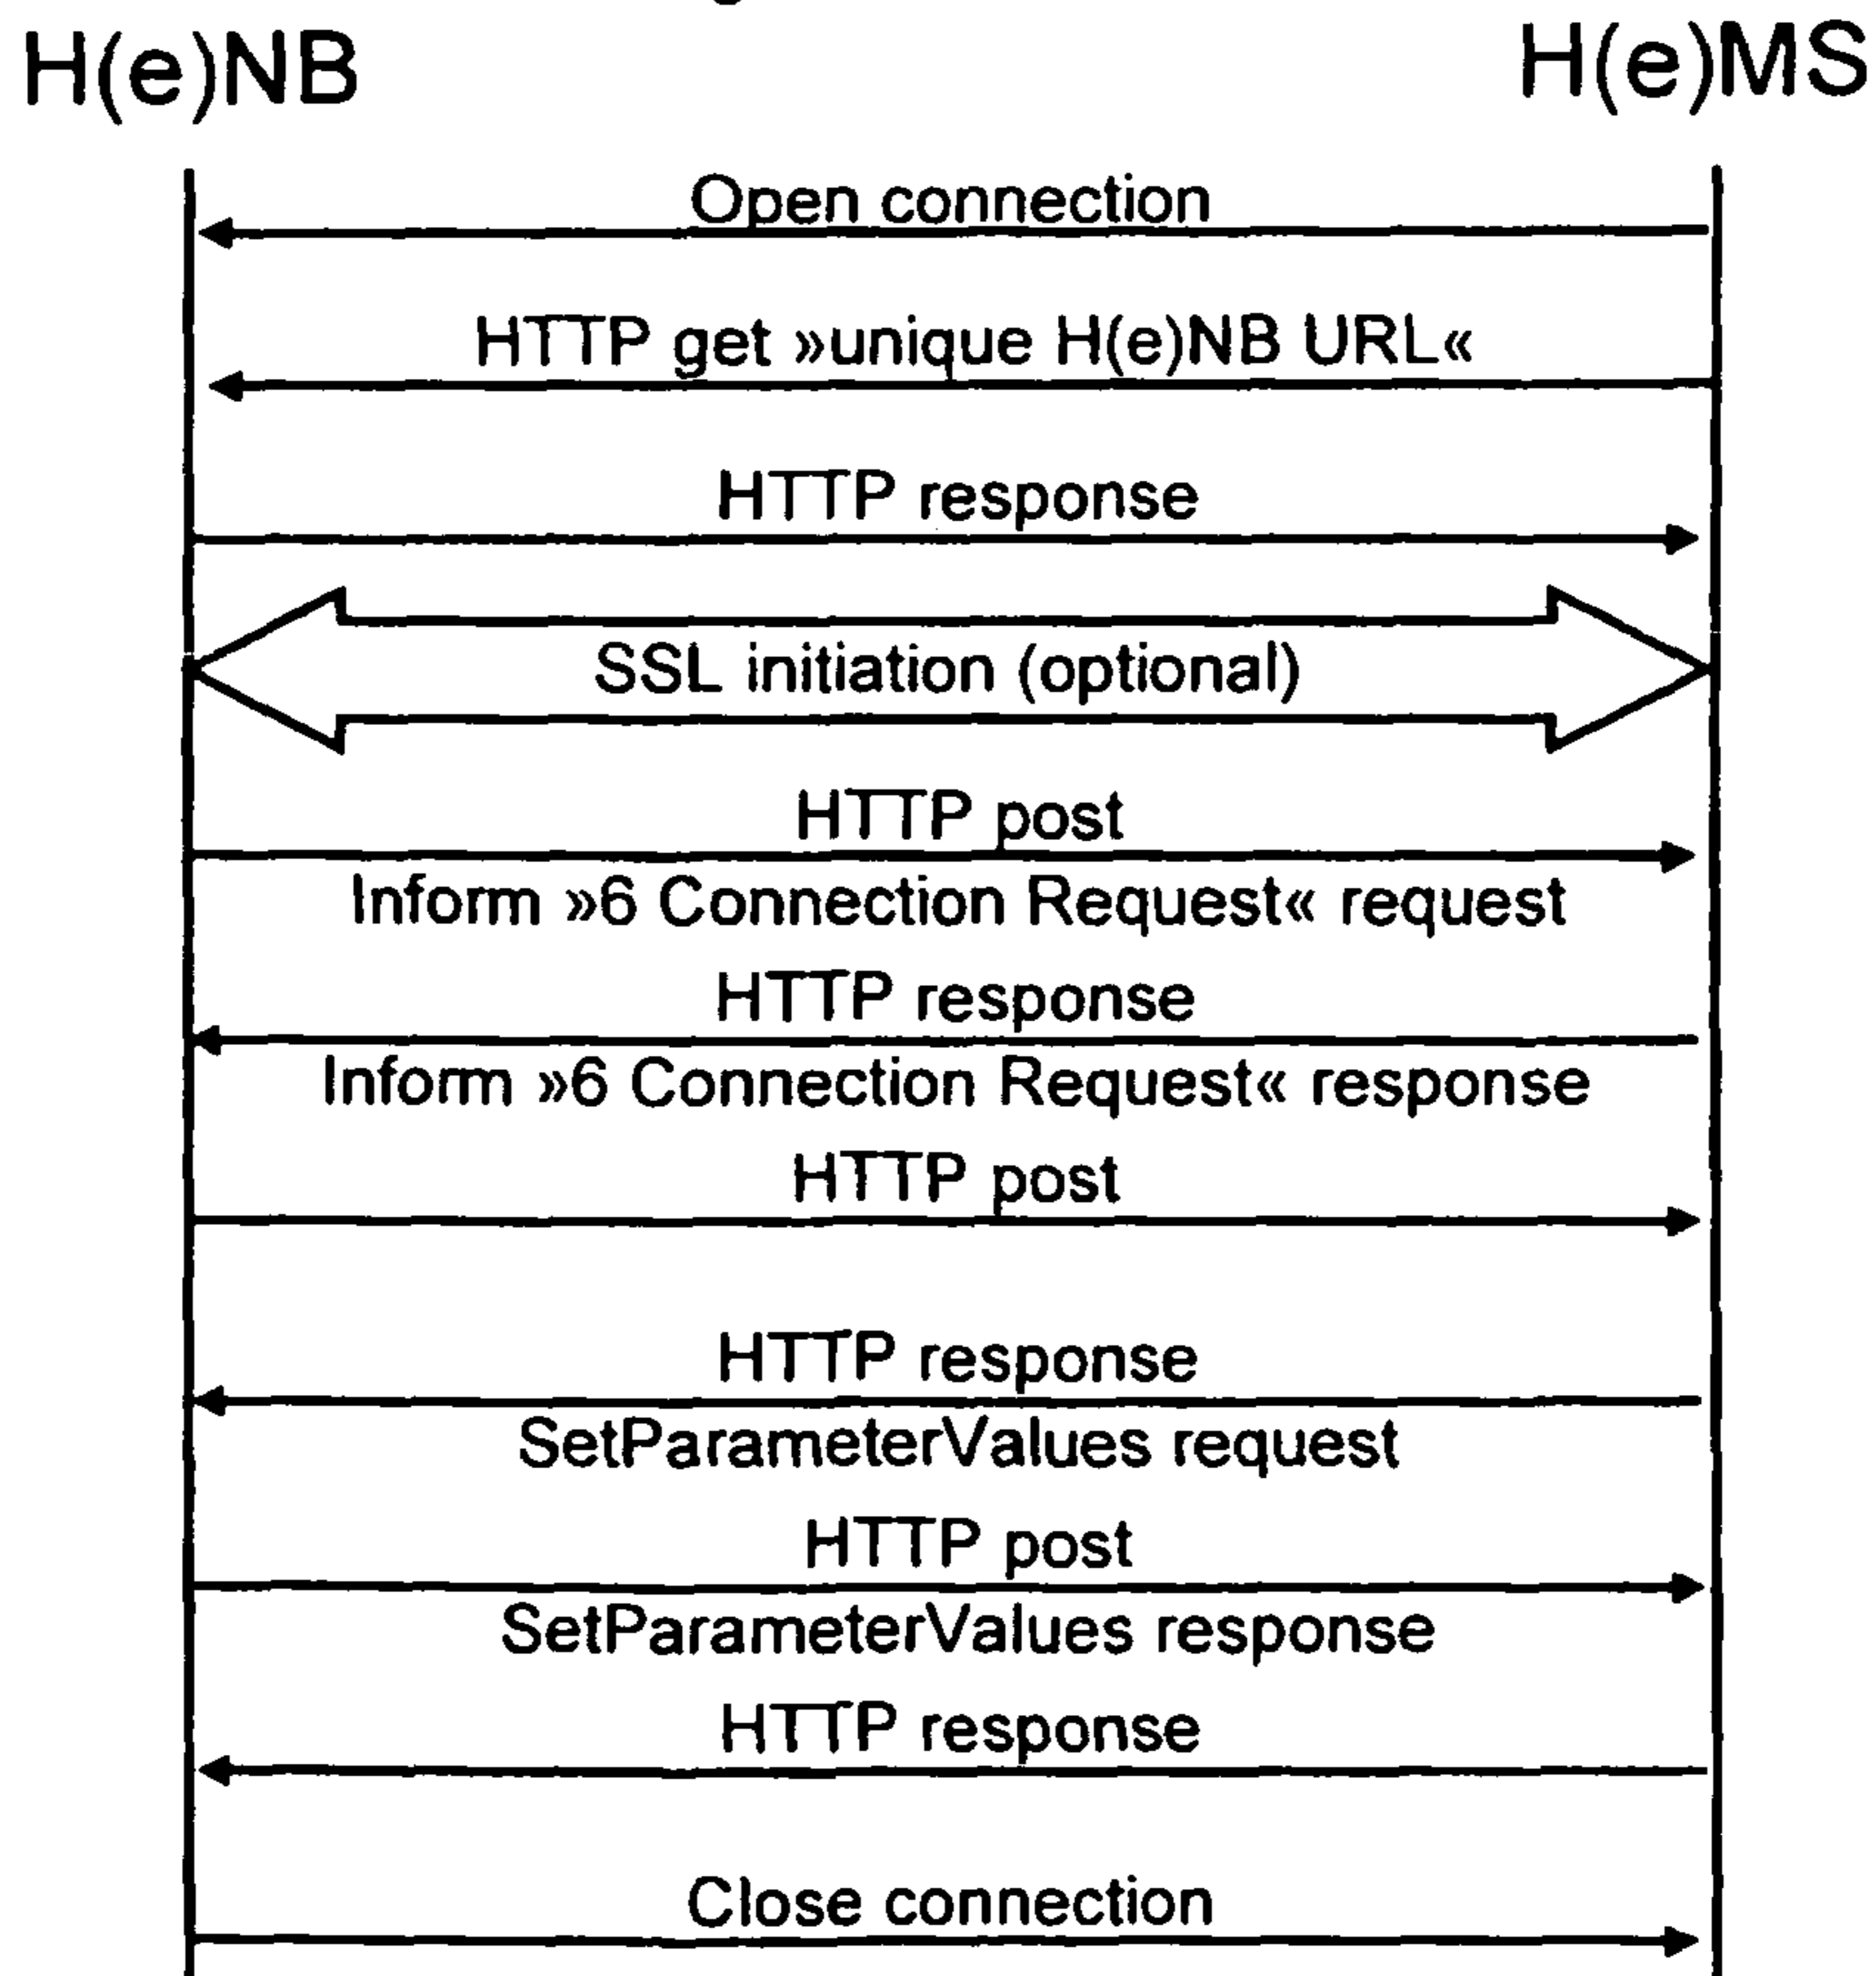 H(e)NB H(e)MS
Open connection
HTTP get »unique H(e)NB URL«
HTTP response
SSL initiation (optional)
HTTP post
Inform »6 Connection Request« request
HTTP response
Inform »6 Connection Request« response
HTTP post
HTTP response
SetParameterValues request
HTTP post
SetParameterValues response
HTTP response
Close connection